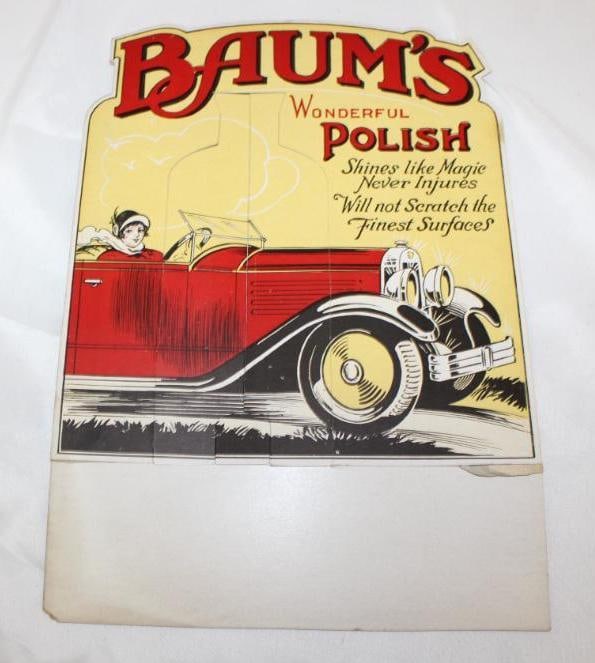 BAUM'S
WONDERFUL
POLISH
Shines like Magic
Never Injures
Will not Scratch the
Finest Surfaces